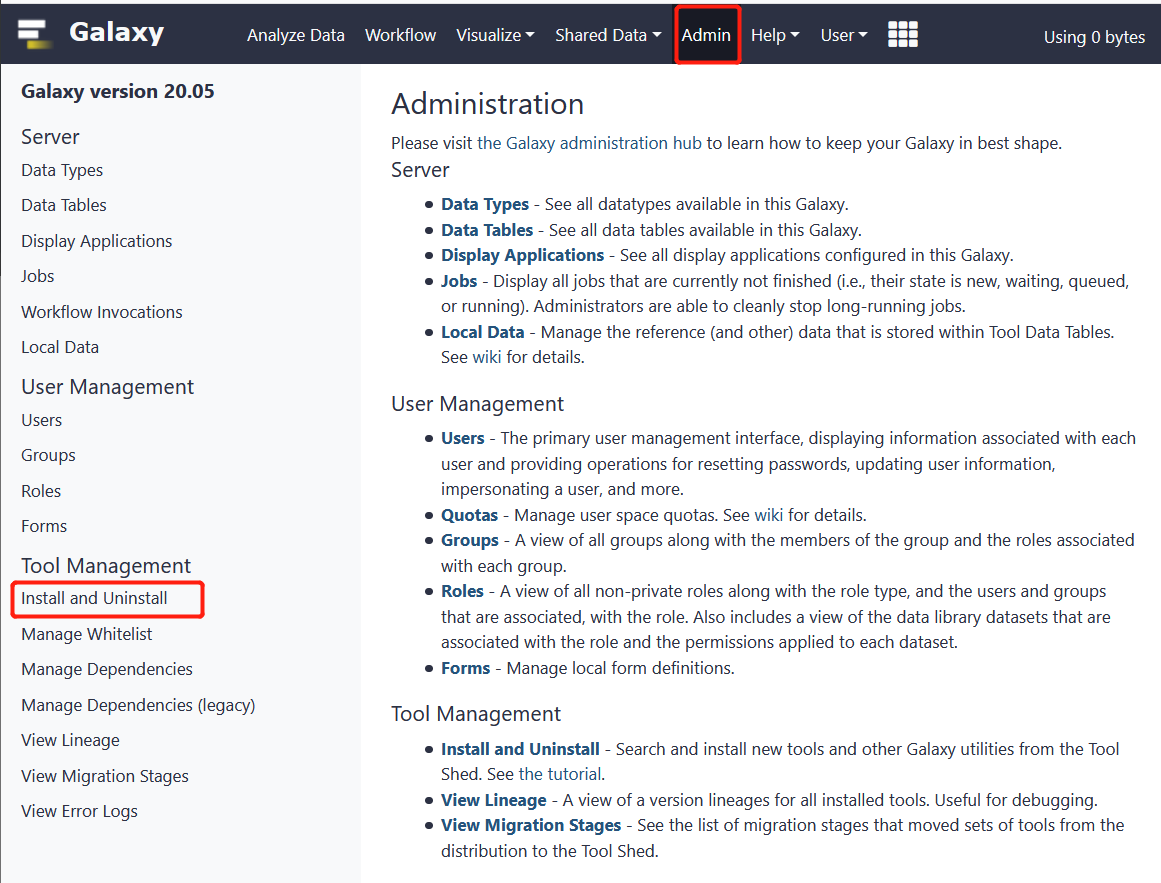 Galaxy
Analyze Data
Workflow
Visualize
Shared Data
Admin
Help
User
Using 0 bytes
Galaxy version 20.05
Server
Data Types
Data Tables
Display Applications
Jobs
Workflow Invocations
Local Data
User Management
Users
Groups
Roles
Forms
Tool Management
Install and Uninstall
Manage Whitelist
Manage Dependencies
Manage Dependencies (legacy)
View Lineage
View Migration Stages
View Error Logs
Administration
Please visit the Galaxy administration hub to learn how to keep your Galaxy in best shape.
Server
Data Types - See all datatypes available in this Galaxy.
Data Tables - See all data tables available in this Galaxy.
Display Applications - See all display applications configured in this Galaxy.
Jobs - Display all jobs that are currently not finished (i.e., their state is new, waiting, queued,
or running). Administrators are able to cleanly stop long-running jobs.
Local Data - Manage the reference (and other) data that is stored within Tool Data Tables.
See wiki for details.
User Management
Users - The primary user management interface, displaying information associated with each
user and providing operations for resetting passwords, updating user information,
impersonating a user, and more.
Quotas - Manage user space quotas. See wiki for details.
Groups - A view of all groups along with the members of the group and the roles associated
with each group.
Roles - A view of all non-private roles along with the role type, and the users and groups
that are associated, with the role. Also includes a view of the data library datasets that are
associated with the role and the permissions applied to each dataset.
Forms - Manage local form definitions.
Tool Management
Install and Uninstall - Search and install new tools and other Galaxy utilities from the Tool
Shed. See the tutorial.
View Lineage - A view of a version lineages for all installed tools. Useful for debugging.
View Migration Stages - See the list of migration stages that moved sets of tools from the
distribution to the Tool Shed.